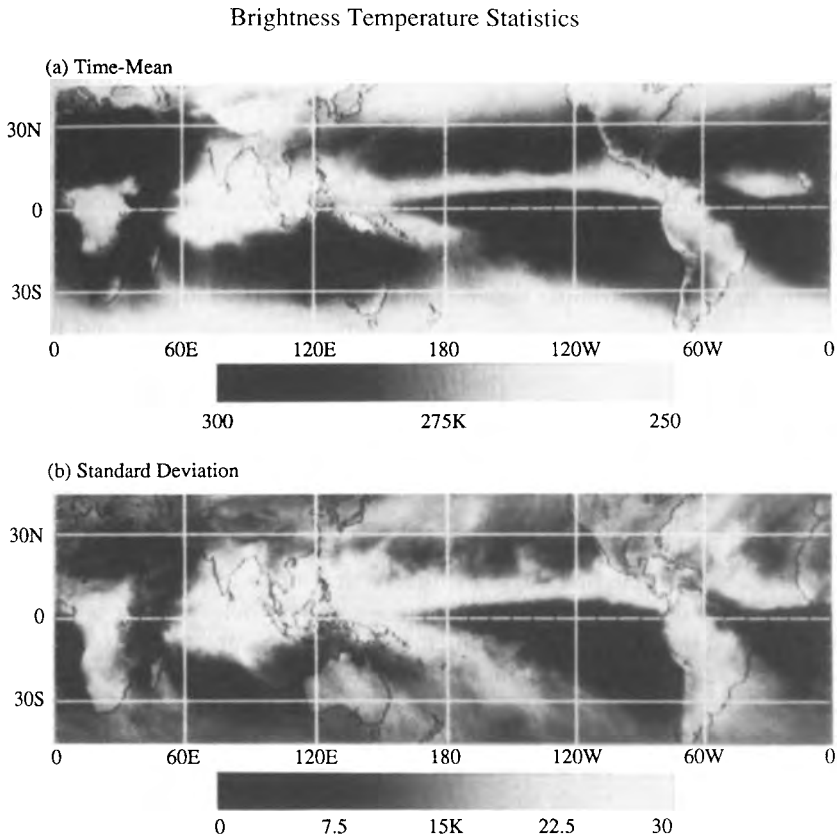 Brightness Temperature Statistics
(a) Time-Mean
30N
0
30S
0 60E 120E 180 120W 60W 0
300 275K 250
(b) Standard Deviation
30N
0
30S
0 60E 120E 180 120W 60W 0
0 7.5 15K 22.5 30